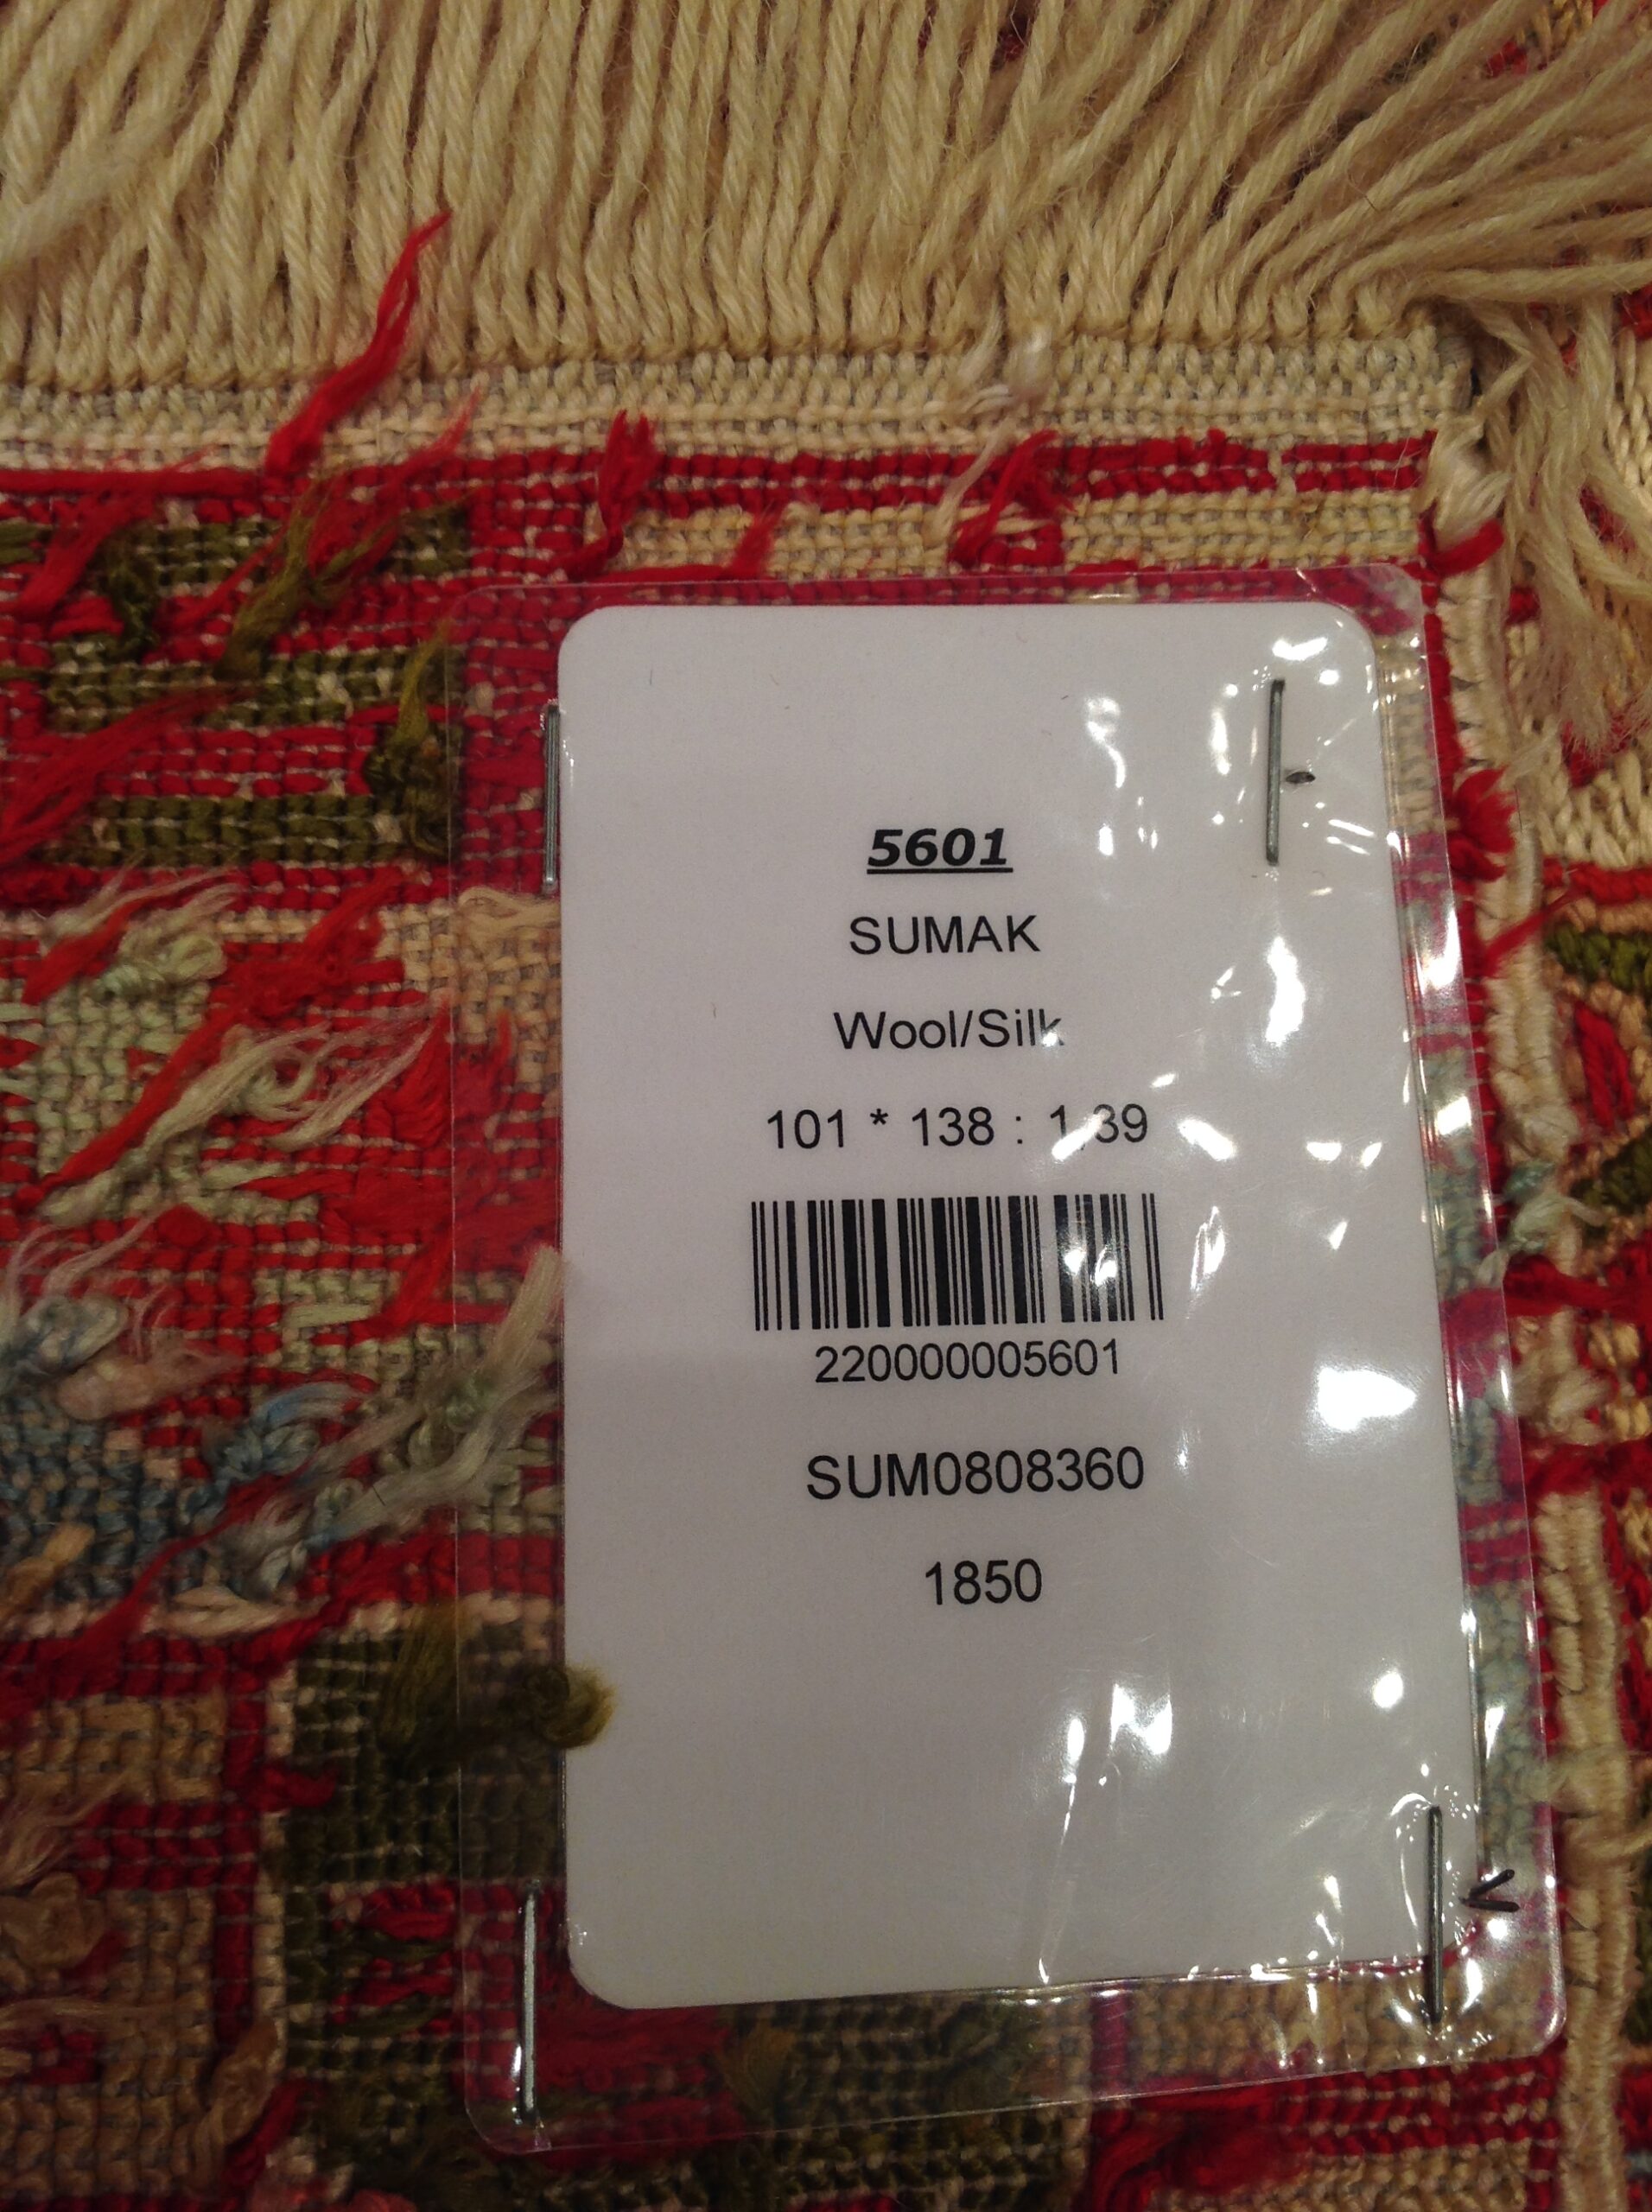 5601
SUMAK
Wool/Silk
101 * 138 : 1,39
220000005601
SUM0808360
1850